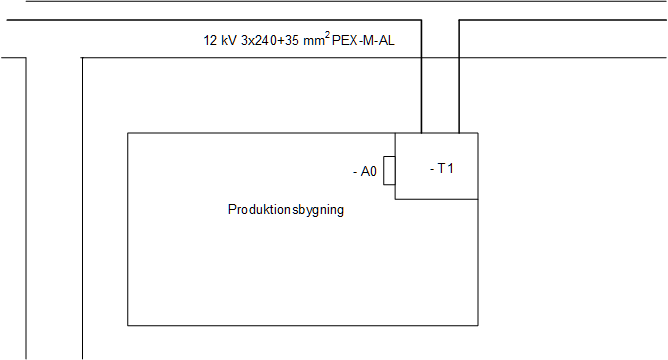 12 kV 3x240+35 mm² PEX-M-AL
- A0
- T1
Produktionsbygning